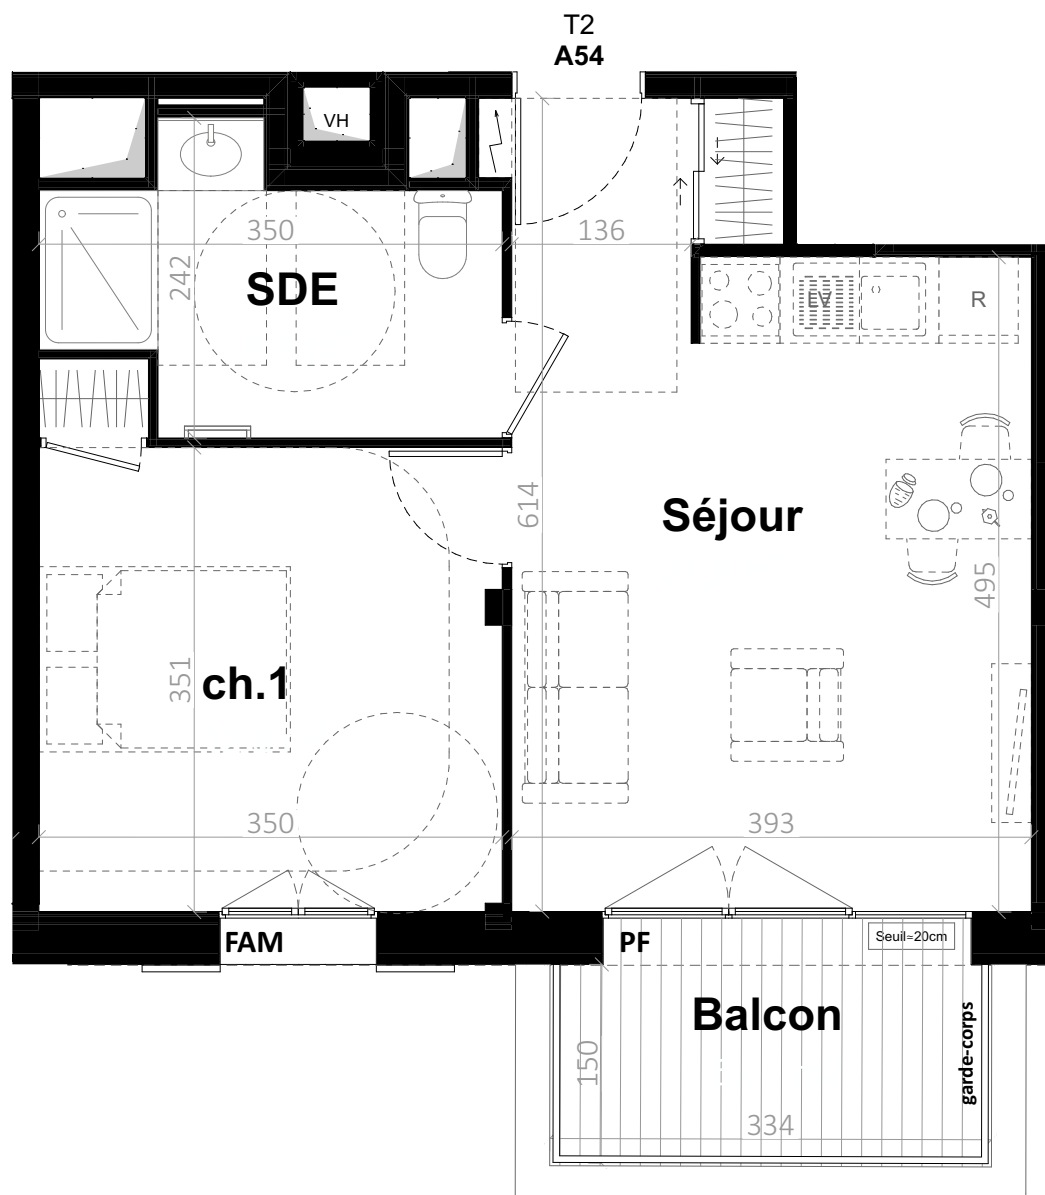 T2
A54
VH
350
136
242
SDE
LV
R
614
Séjour
495
351
ch.1
350
393
FAM
PF
Seuil≈20cm
Balcon
garde-corps
150
334